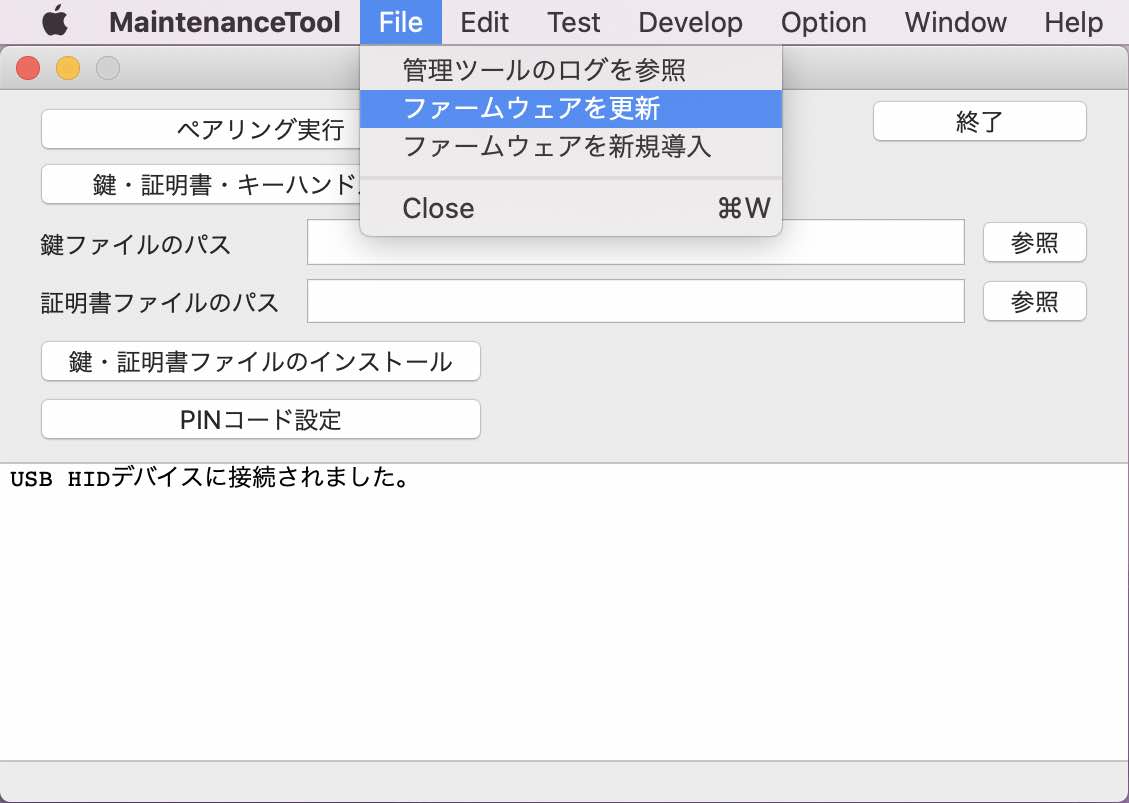 MaintenanceTool File Edit Test Develop Option Window Help
管理ツールのログを参照
ファームウェアを更新
ファームウェアを新規導入
Close ⌘W
ペアリング実行
終了
鍵・証明書・キーハンド
鍵ファイルのパス
参照
証明書ファイルのパス
参照
鍵・証明書ファイルのインストール
PINコード設定
USB HIDデバイスに接続されました。